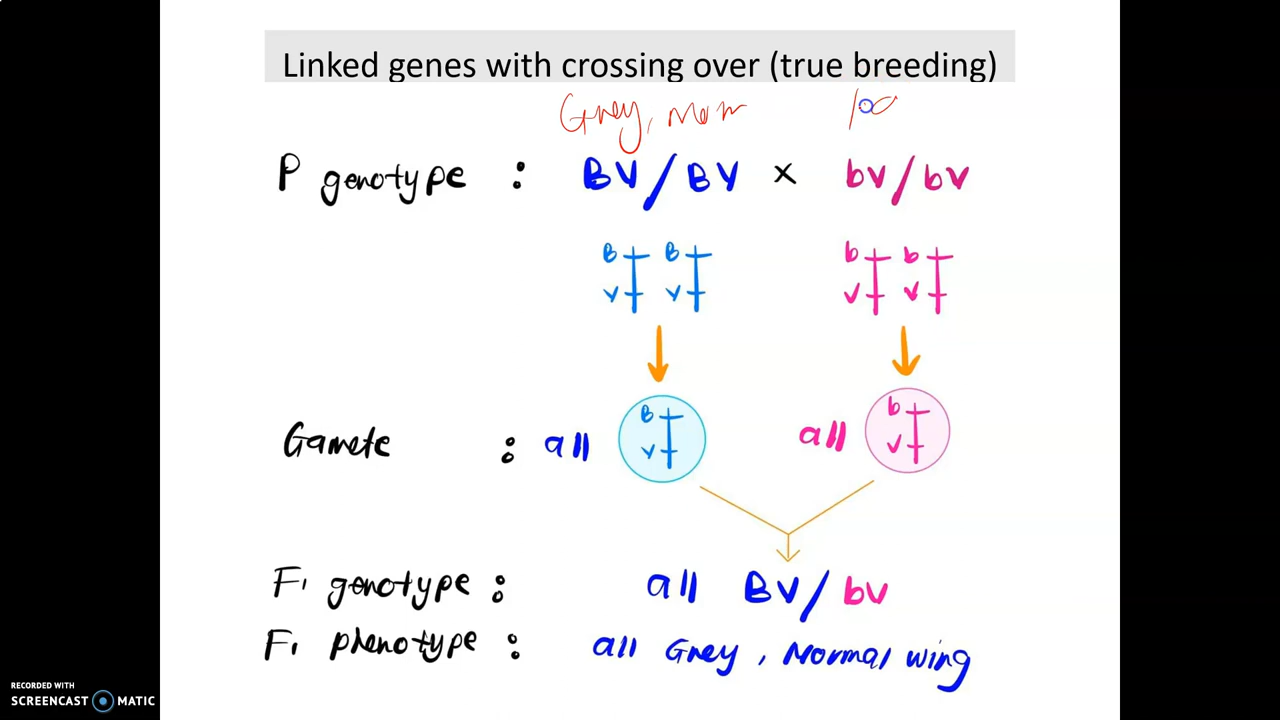 Linked genes with crossing over (true breeding)
Grey, Nor
P genotype : BV/BV × bv/bv
B B b b
V V v v
Gamete : all B V all b v
F1 genotype : all BV/bv
F1 phenotype : all Grey, Normal wing
RECORDED WITH
SCREENCAST MATIC